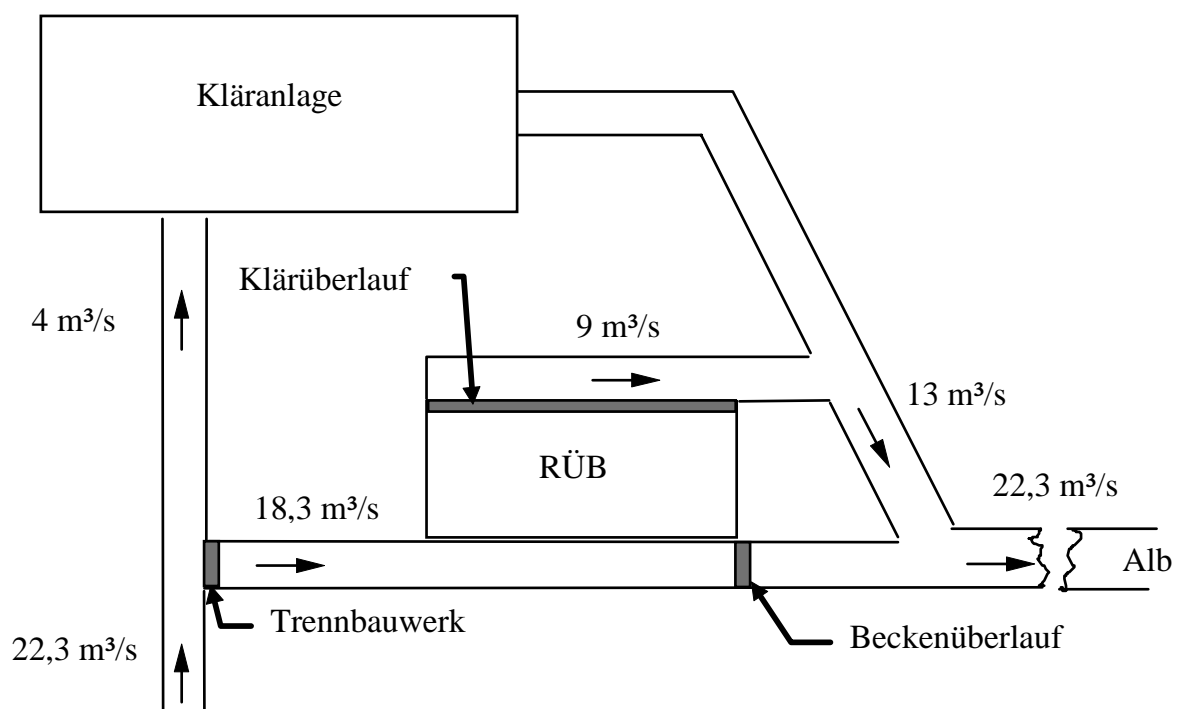 Kläranlage
Klärüberlauf
4 m³/s
9 m³/s
13 m³/s
RÜB
22,3 m³/s
18,3 m³/s
Alb
Trennbauwerk
Beckenüberlauf
22,3 m³/s